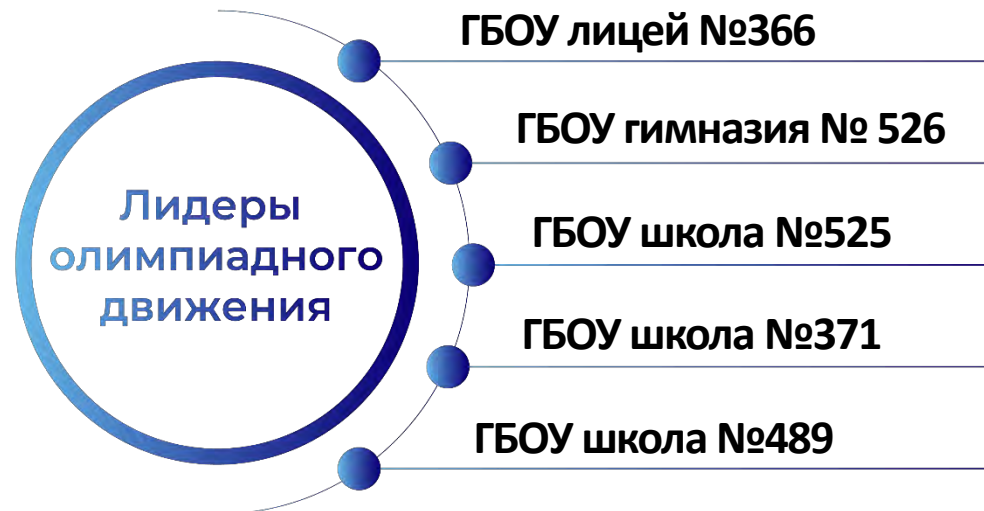 Лидеры
олимпиадного
движения
ГБОУ лицей №366
ГБОУ гимназия № 526
ГБОУ школа №525
ГБОУ школа №371
ГБОУ школа №489